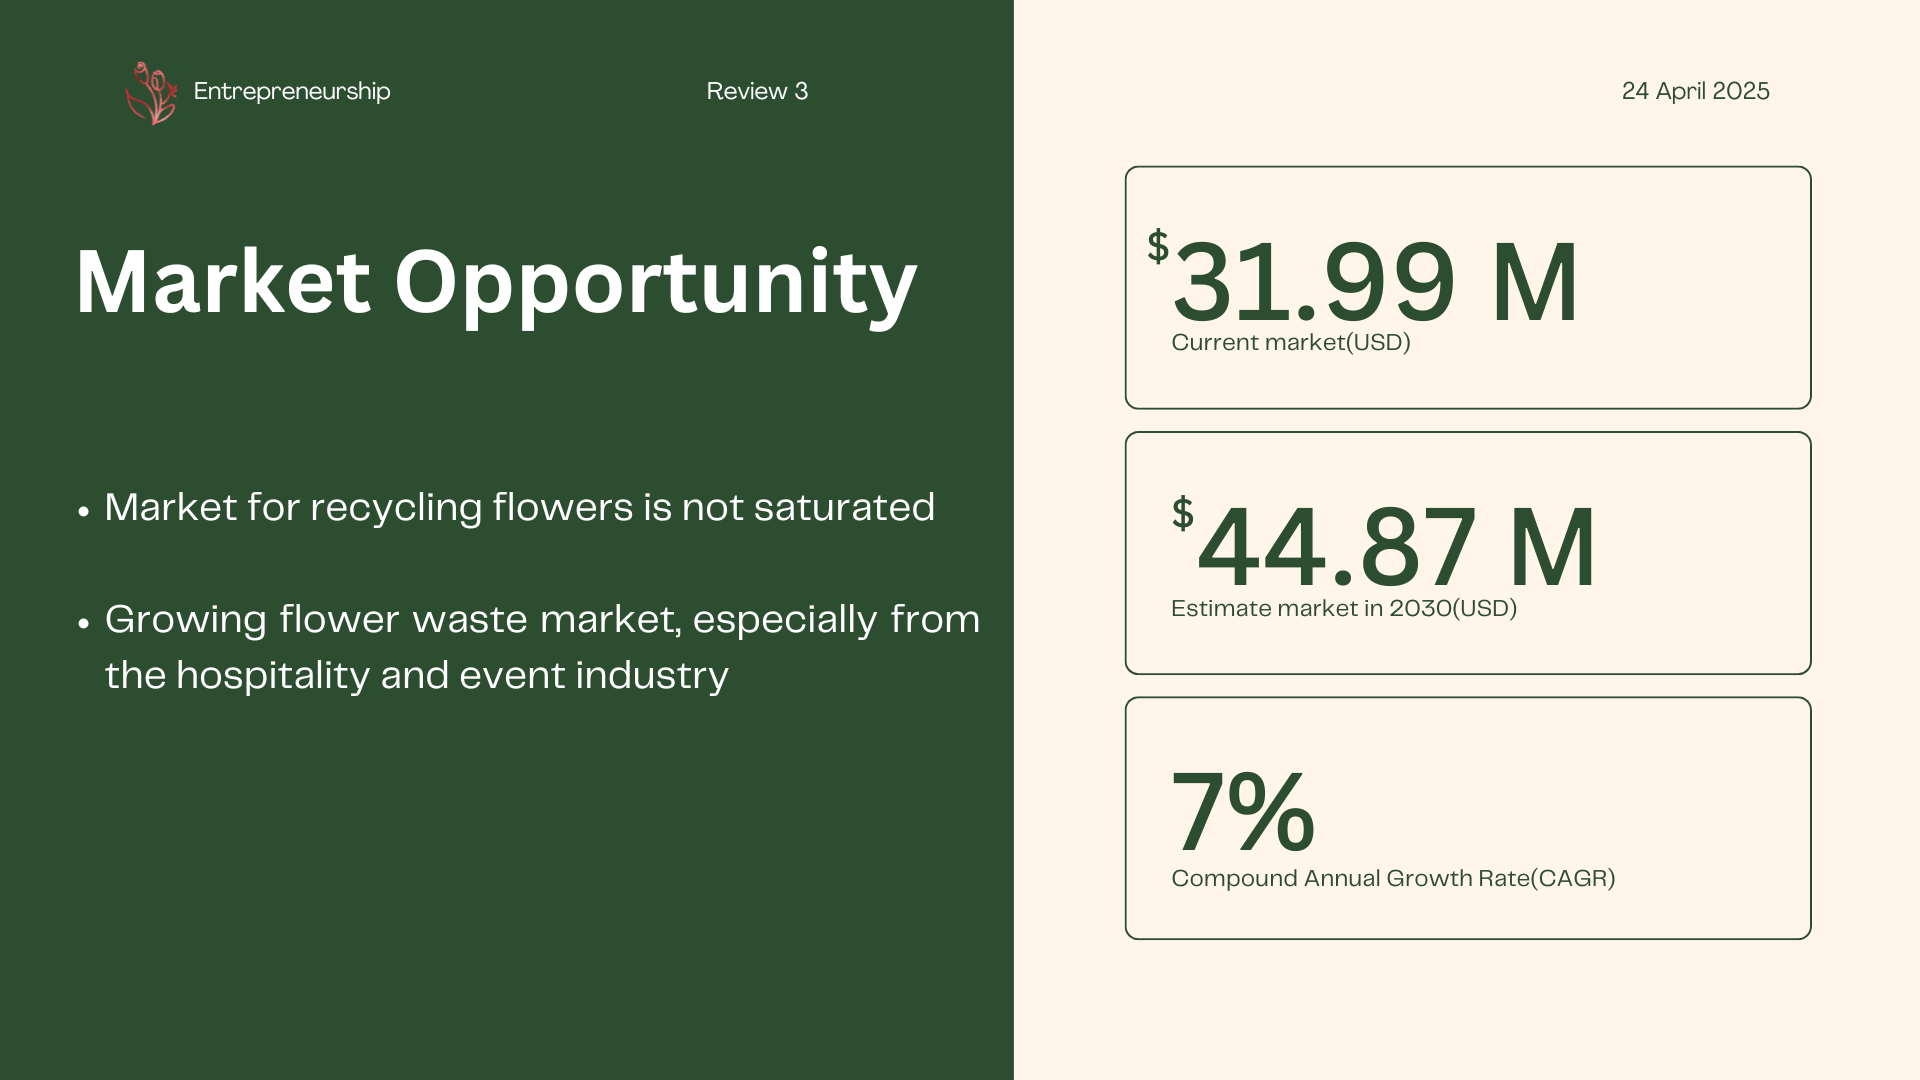 Entrepreneurship
Review 3
24 April 2025
Market Opportunity
• Market for recycling flowers is not saturated
• Growing flower waste market, especially from
the hospitality and event industry
$31.99 M
Current market(USD)
$44.87 M
Estimate market in 2030(USD)
7%
Compound Annual Growth Rate(CAGR)